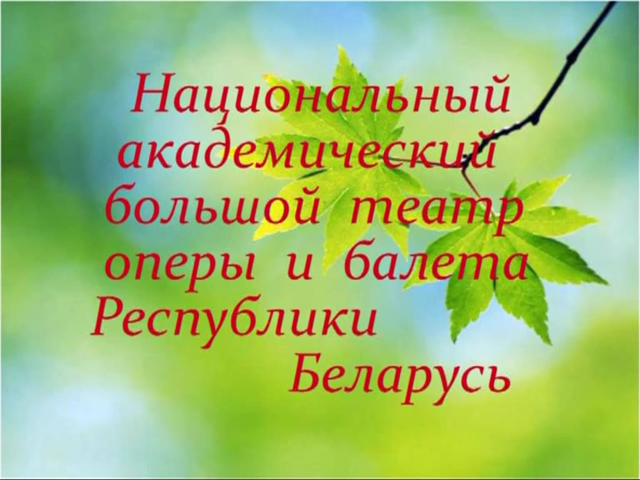 Национальный
академический
большой театр
оперы и балета
Республики
Беларусь